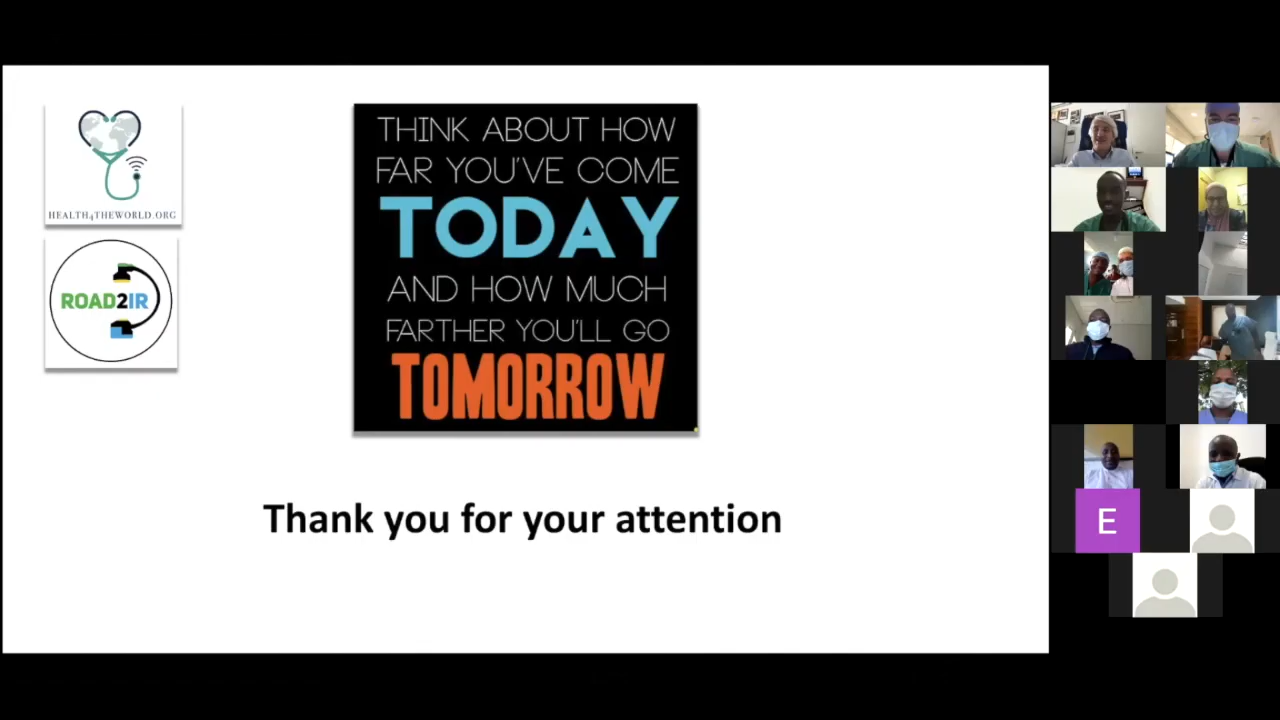 HEALTH4THEWORLD.ORG
ROAD2IR
THINK ABOUT HOW
FAR YOU'VE COME
TODAY
AND HOW MUCH
FARTHER YOU'LL GO
TOMORROW
Thank you for your attention
E